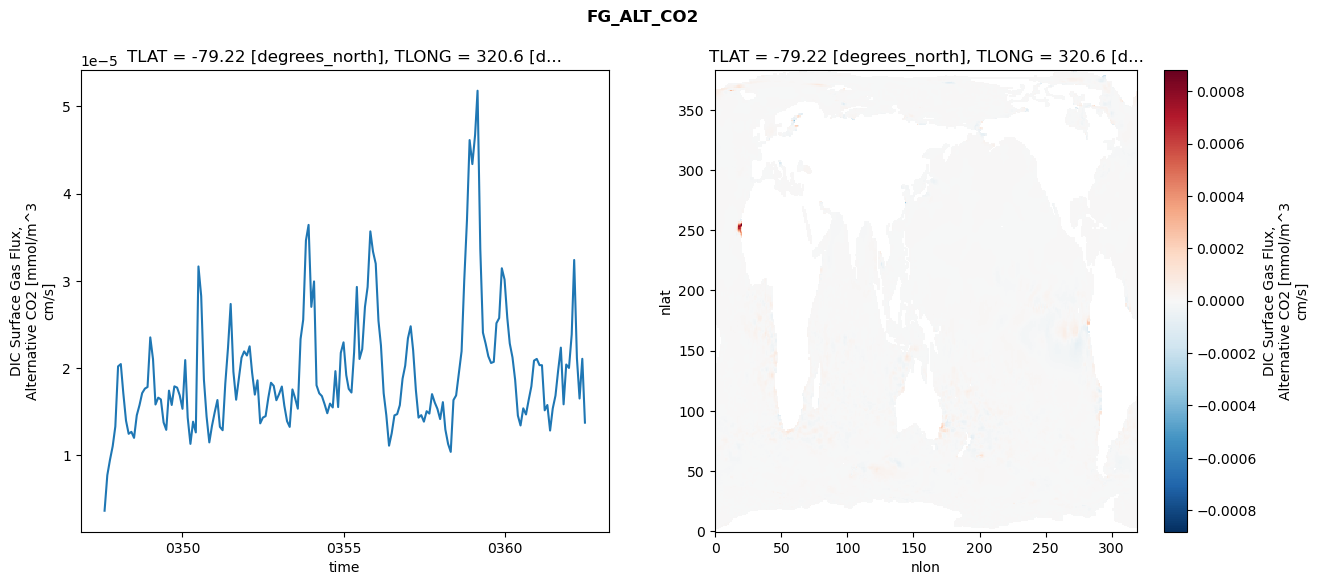 FG_ALT_CO2
TLAT = -79.22 [degrees_north], TLONG = 320.6 [d...
1e−5
5
4
3
2
1
0350
0355
0360
time
DIC Surface Gas Flux,
Alternative CO2 [mmol/m^3
cm/s]
TLAT = -79.22 [degrees_north], TLONG = 320.6 [d...
350
300
250
200
150
100
50
0
0
50
100
150
200
250
300
nlon
nlat
0.0008
0.0006
0.0004
0.0002
0.0000
−0.0002
−0.0004
−0.0006
−0.0008
DIC Surface Gas Flux,
Alternative CO2 [mmol/m^3
cm/s]